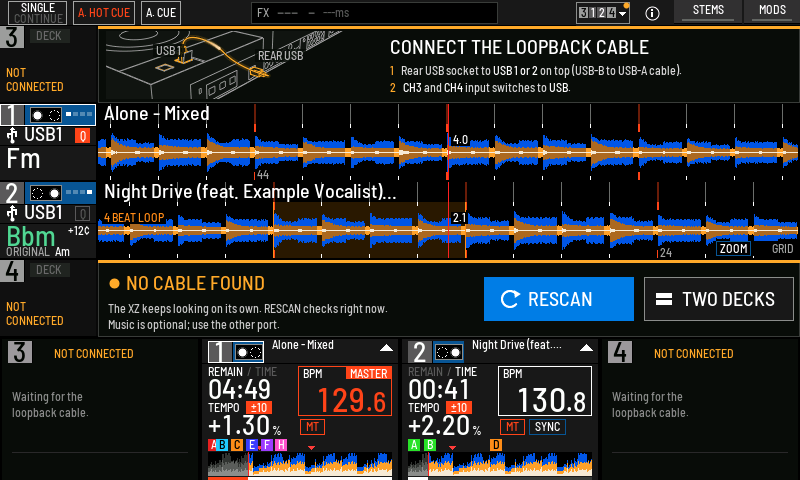 SINGLE
CONTINUE
A. HOT CUE
A. CUE
FX --- - ---ms
3 1 2 4
STEMS
MODS
3
DECK
NOT
CONNECTED
USB1
REAR USB
CONNECT THE LOOPBACK CABLE
1 Rear USB socket to USB 1 or 2 on top (USB-B to USB-A cable).
2 CH3 and CH4 input switches to USB.
1
Alone - Mixed
USB1
0
Fm
4.0
44
2
Night Drive (feat. Example Vocalist)...
USB1
0
4 BEAT LOOP
2.1
Bbm
+12¢
ORIGINAL Am
24
ZOOM
GRID
4
DECK
NOT
CONNECTED
NO CABLE FOUND
The XZ keeps looking on its own. RESCAN checks right now.
Music is optional; use the other port.
RESCAN
TWO DECKS
3
NOT CONNECTED
Waiting for the
loopback cable.
1
Alone - Mixed
REMAIN / TIME
04:49
TEMPO ±10
+1.30 %
BPM
MASTER
129.6
MT
A B C E F H
2
Night Drive (feat....
REMAIN / TIME
00:41
TEMPO ±10
+2.20 %
BPM
130.8
MT
SYNC
A B D
4
NOT CONNECTED
Waiting for the
loopback cable.